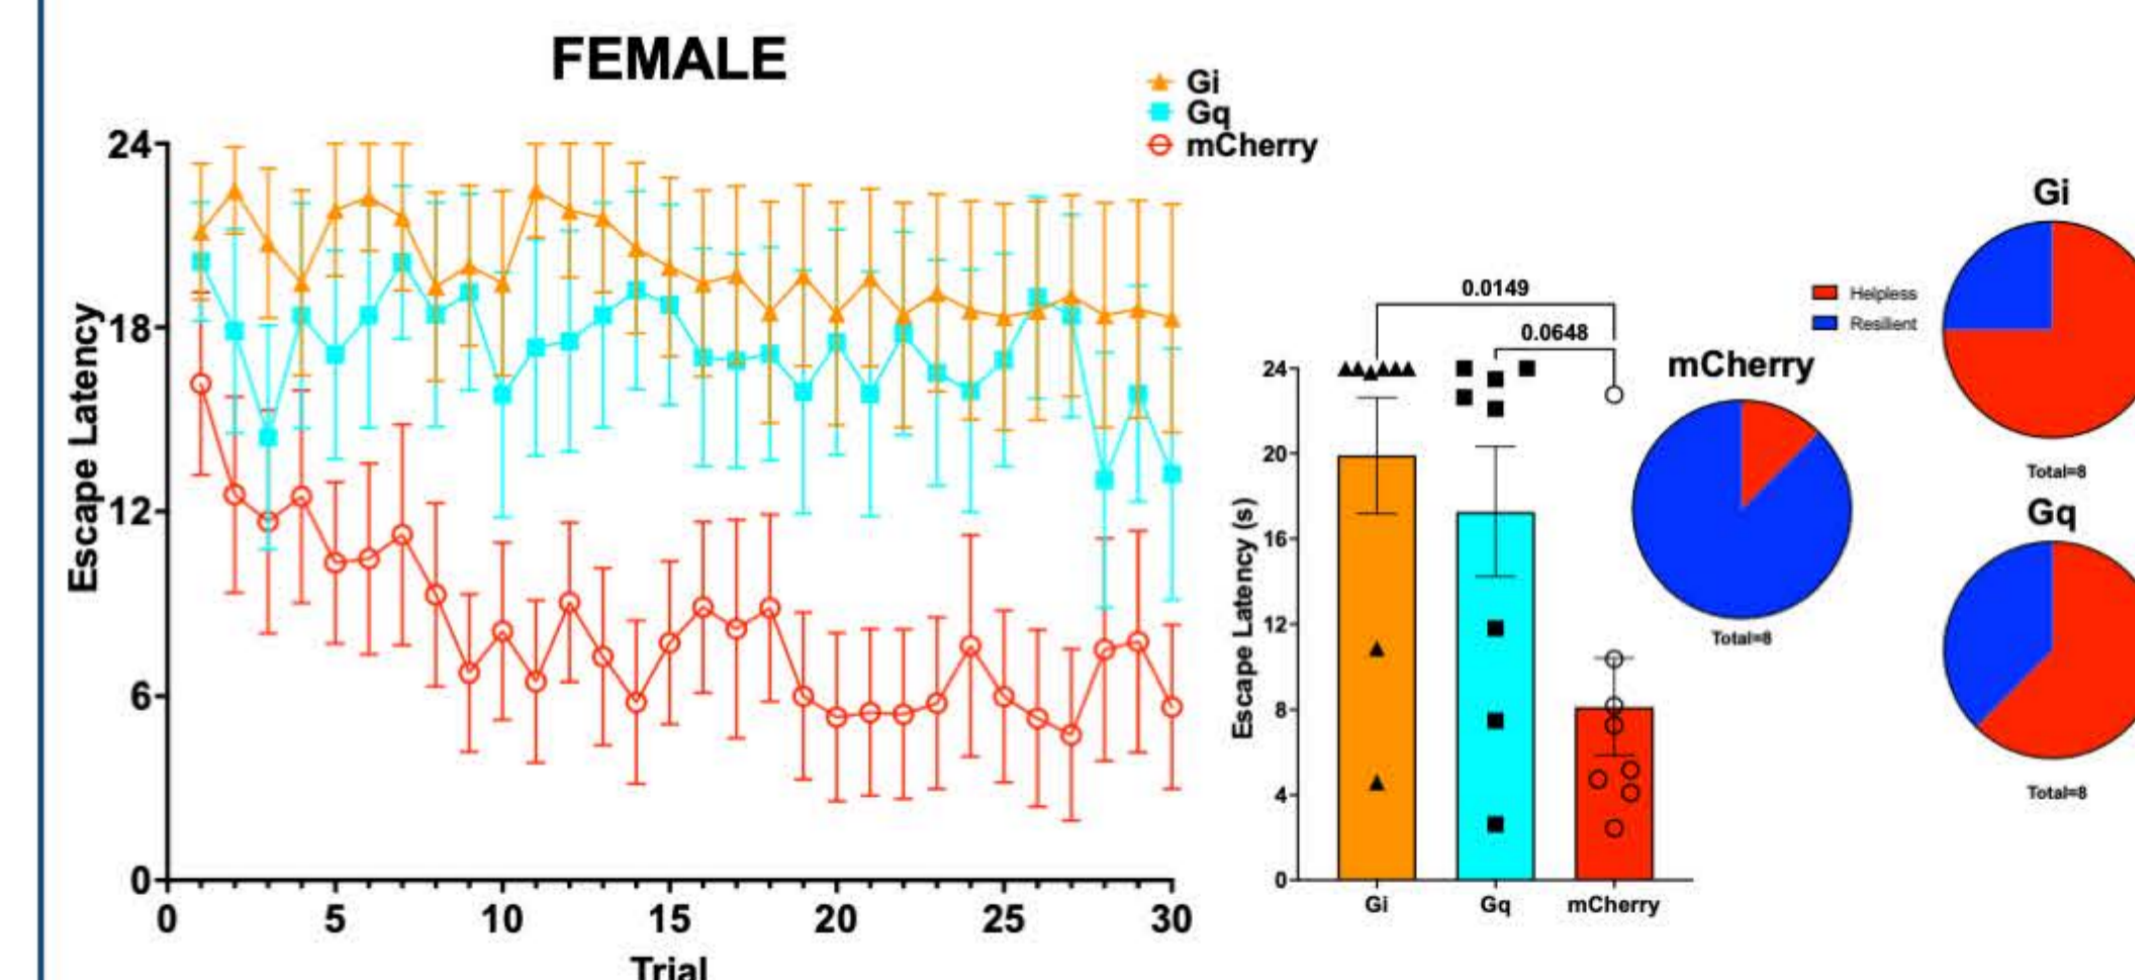 FEMALE
Gi
Gq
mCherry
24
18
12
6
0
Escape Latency
0 5 10 15 20 25 30
Trial
0.0149
0.0648
24
20
16
12
8
4
0
Escape Latency (s)
Gi Gq mCherry
mCherry
Total=8
Helpless
Resilient
Gi
Total=8
Gq
Total=8